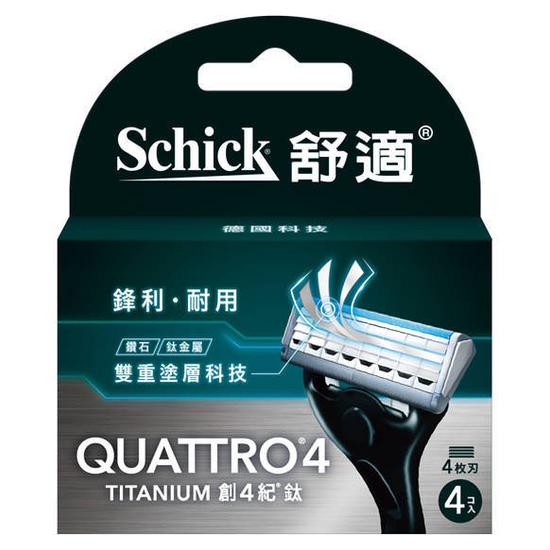 Schick® 舒適®
德國科技
鋒利·耐用
鑽石 鈦金屬
雙重塗層科技
QUATTRO®4
TITANIUM 創4紀®鈦
4枚刃
4コ入